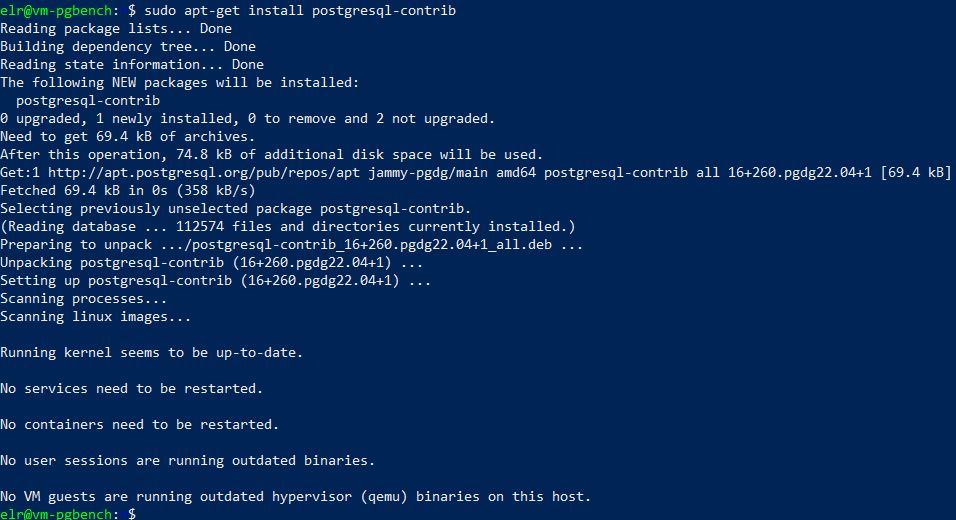 elr@vm-pgbench: $ sudo apt-get install postgresql-contrib
Reading package lists... Done
Building dependency tree... Done
Reading state information... Done
The following NEW packages will be installed:
  postgresql-contrib
0 upgraded, 1 newly installed, 0 to remove and 2 not upgraded.
Need to get 69.4 kB of archives.
After this operation, 74.8 kB of additional disk space will be used.
Get:1 http://apt.postgresql.org/pub/repos/apt jammy-pgdg/main amd64 postgresql-contrib all 16+260.pgdg22.04+1 [69.4 kB]
Fetched 69.4 kB in 0s (358 kB/s)
Selecting previously unselected package postgresql-contrib.
(Reading database ... 112574 files and directories currently installed.)
Preparing to unpack .../postgresql-contrib_16+260.pgdg22.04+1_all.deb ...
Unpacking postgresql-contrib (16+260.pgdg22.04+1) ...
Setting up postgresql-contrib (16+260.pgdg22.04+1) ...
Scanning processes...
Scanning linux images...

Running kernel seems to be up-to-date.

No services need to be restarted.

No containers need to be restarted.

No user sessions are running outdated binaries.

No VM guests are running outdated hypervisor (qemu) binaries on this host.
elr@vm-pgbench: $